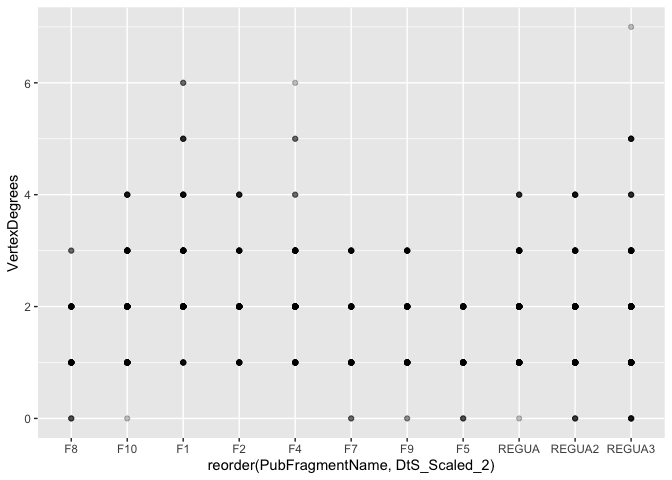 VertexDegrees
6
4
2
0
F8 F10 F1 F2 F4 F7 F9 F5 REGUA REGUA2 REGUA3
reorder(PubFragmentName, DtS_Scaled_2)